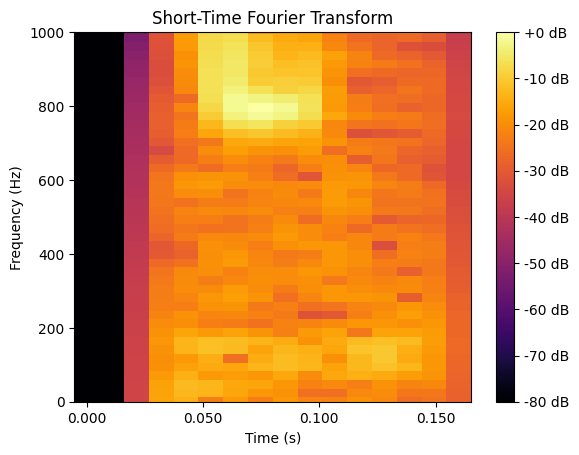 Short-Time Fourier Transform
1000
800
600
400
200
0
Frequency (Hz)
0.000
0.050
0.100
0.150
Time (s)
+0 dB
-10 dB
-20 dB
-30 dB
-40 dB
-50 dB
-60 dB
-70 dB
-80 dB